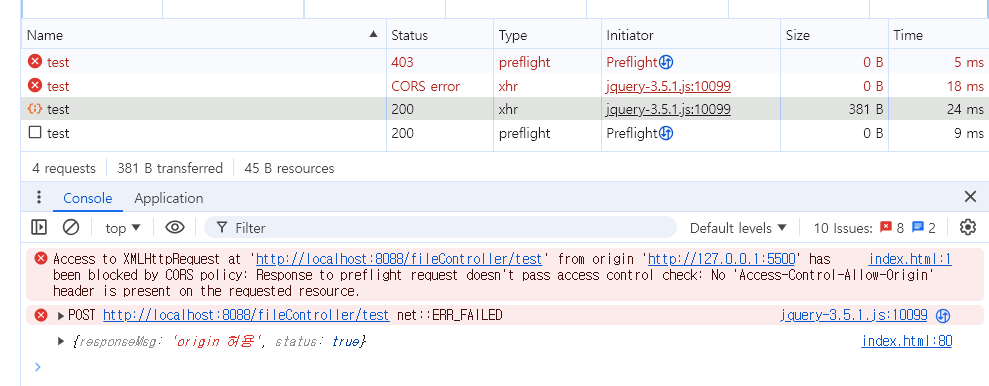 Name Status Type Initiator Size Time
test 403 preflight Preflight 0 B 5 ms
test CORS error xhr jquery-3.5.1.js:10099 0 B 18 ms
test 200 xhr jquery-3.5.1.js:10099 381 B 24 ms
test 200 preflight Preflight 0 B 9 ms
4 requests 381 B transferred 45 B resources
Console Application
top Filter Default levels 10 Issues: 8 2
Access to XMLHttpRequest at 'http://localhost:8088/fileController/test' from origin 'http://127.0.0.1:5500' has index.html:1
been blocked by CORS policy: Response to preflight request doesn't pass access control check: No 'Access-Control-Allow-Origin'
header is present on the requested resource.
POST http://localhost:8088/fileController/test net::ERR_FAILED jquery-3.5.1.js:10099
{responseMsg: 'origin 허용', status: true} index.html:80